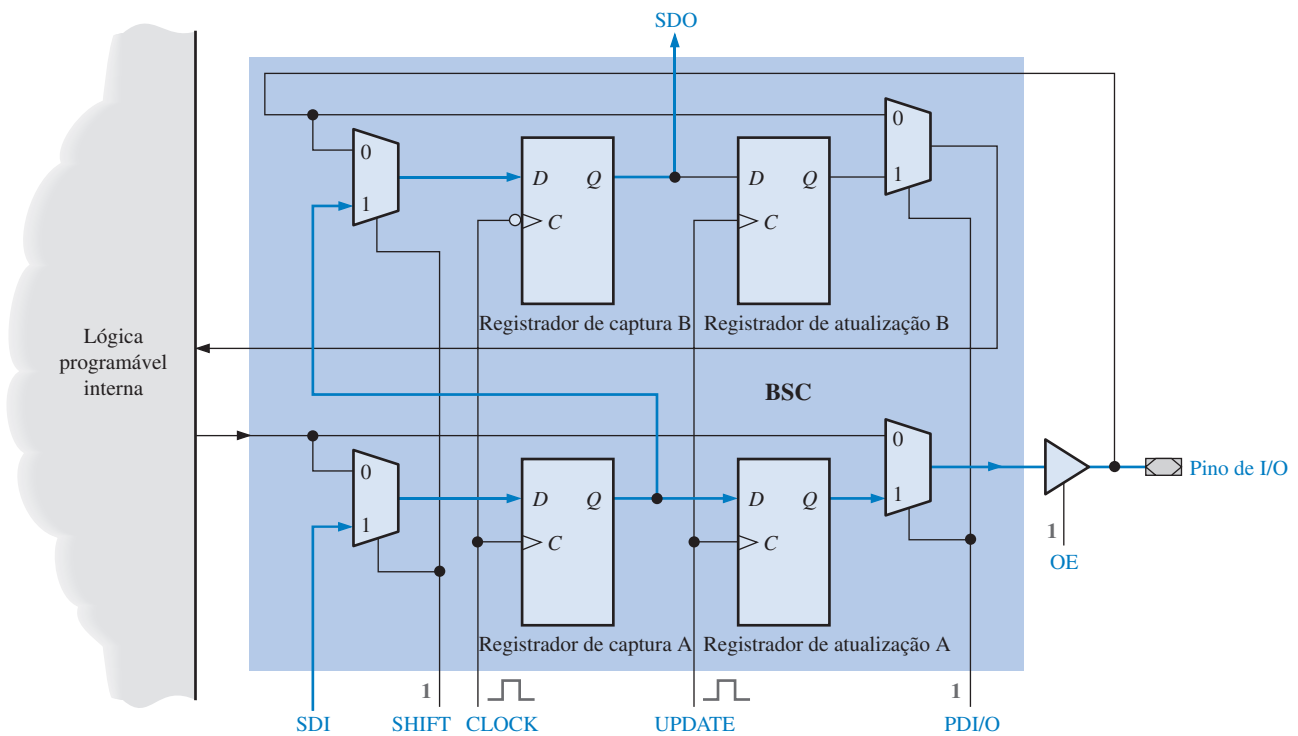 SDO
0
1
D
Q
C
D
Q
C
0
1
Registrador de captura B
Registrador de atualização B
Lógica
programável
interna
BSC
0
1
D
Q
C
D
Q
C
0
1
Pino de I/O
1
OE
Registrador de captura A
Registrador de atualização A
1
1
SDI
SHIFT
CLOCK
UPDATE
PDI/O